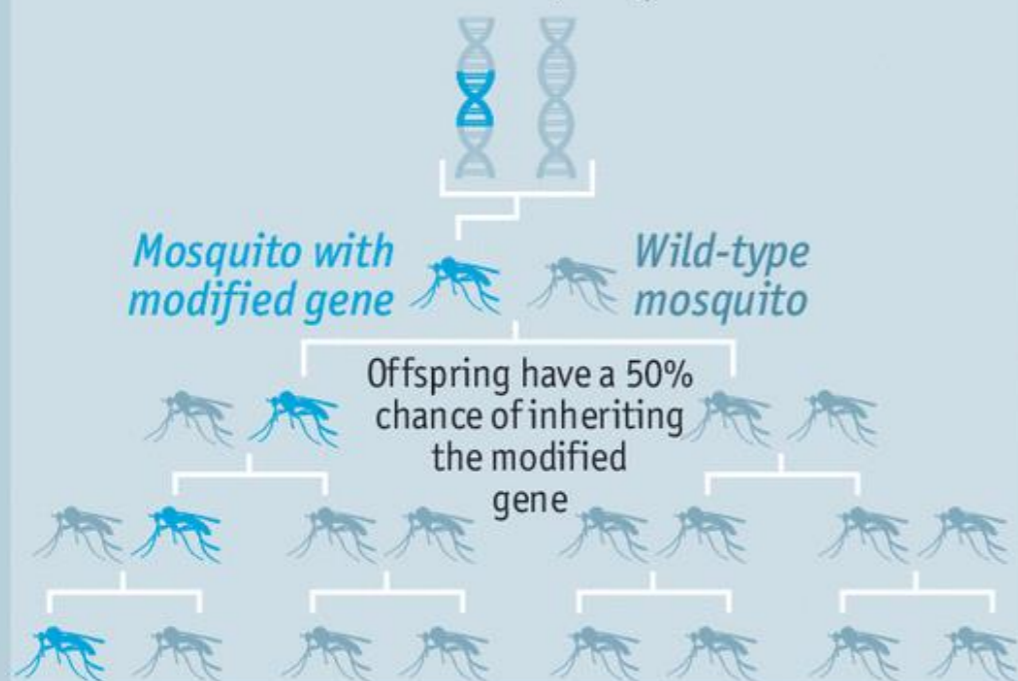 Mosquito with
modified gene
Wild-type
mosquito
Offspring have a 50%
chance of inheriting
the modified
gene